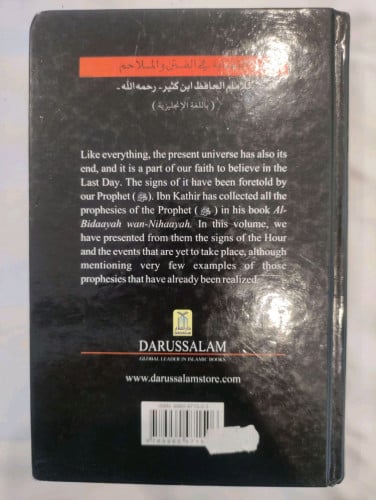 في الفتن والملاحم
للإمام الحافظ ابن كثير - رحمه الله -
( باللغة الإنجليزية )
Like everything, the present universe has also its
end, and it is a part of our faith to believe in the
Last Day. The signs of it have been foretold by
our Prophet (ﷺ). Ibn Kathir has collected all the
prophesies of the Prophet (ﷺ) in his book Al-
Bidaayah wan-Nihaayah. In this volume, we
have presented from them the signs of the Hour
and the events that are yet to take place, although
mentioning very few examples of those
prophesies that have already been realized.
DARUSSALAM
GLOBAL LEADER IN ISLAMIC BOOKS
www.darussalamstore.com